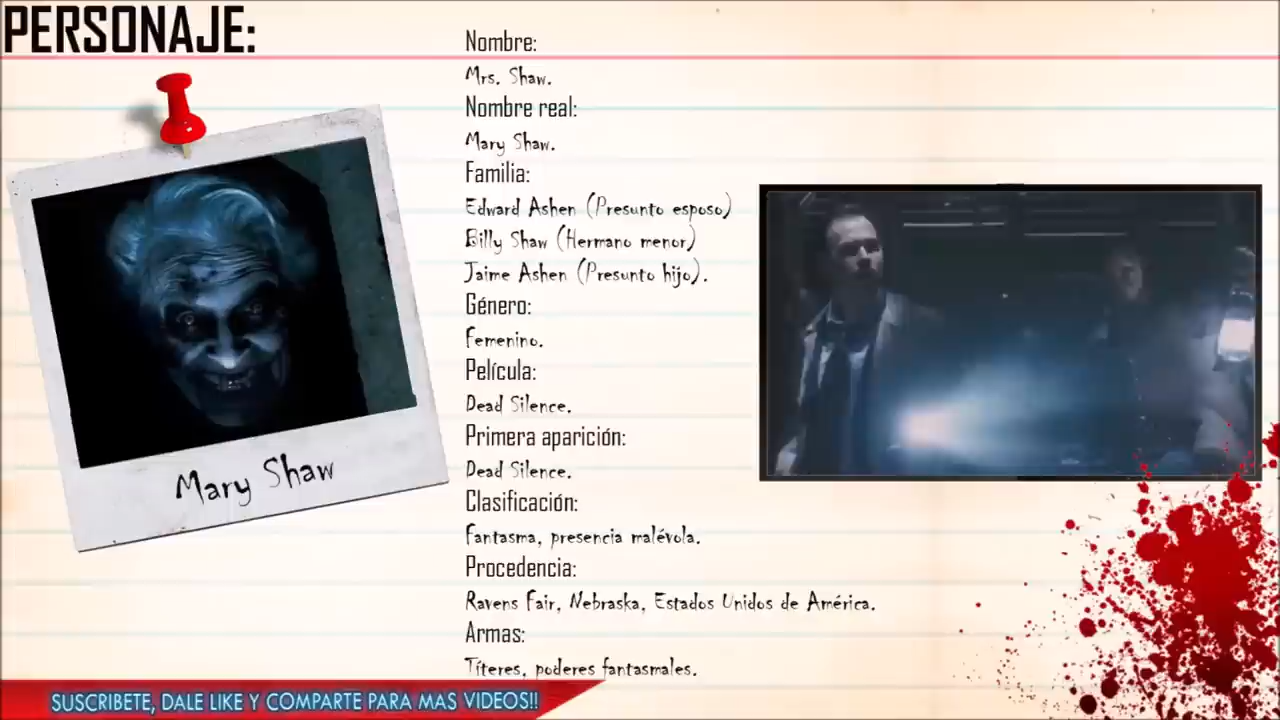 PERSONAJE:
Nombre:
Mrs. Shaw.
Nombre real:
Mary Shaw.
Familia:
Edward Ashen (Presunto esposo)
Billy Shaw (Hermano menor)
Jaime Ashen (Presunto hijo).
Género:
Femenino.
Película:
Dead Silence.
Primera aparición:
Dead Silence.
Clasificación:
Fantasma, presencia malévola.
Procedencia:
Ravens Fair, Nebraska, Estados Unidos de América.
Armas:
Títeres, poderes fantasmales.
Mary Shaw
SUSCRIBETE, DALE LIKE Y COMPARTE PARA MAS VIDEOS!!